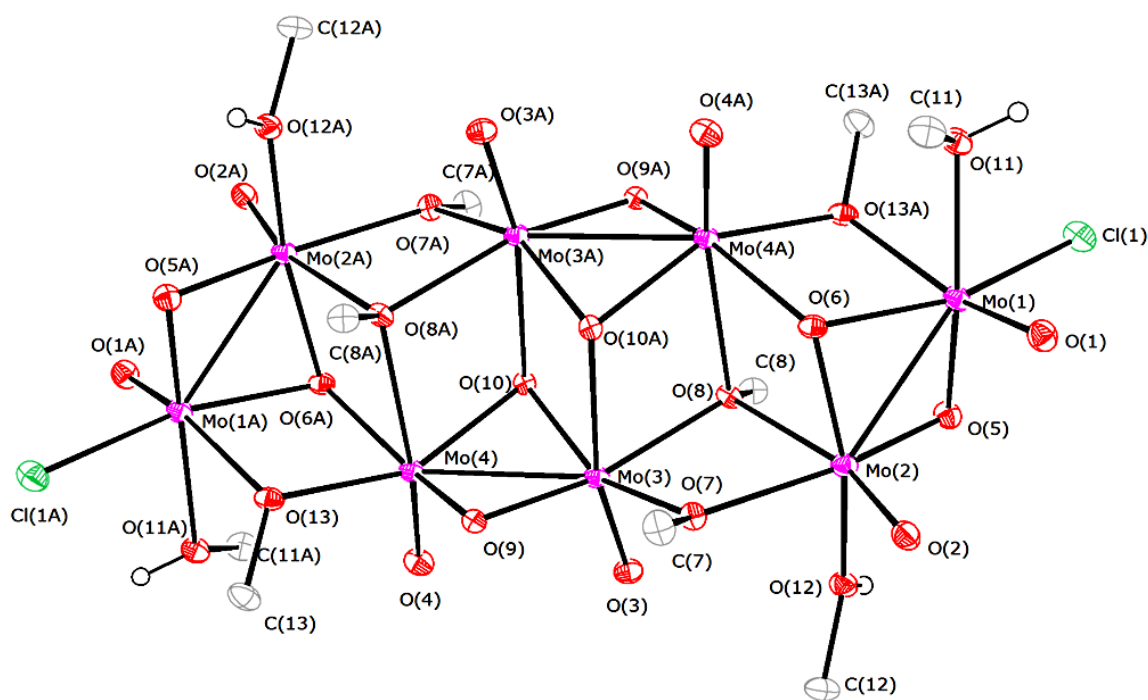 C(12A)
O(3A)
O(4A)
C(13A)
C(11)
O(12A)
O(11)
O(2A)
C(7A)
O(9A)
O(13A)
Cl(1)
O(7A)
Mo(3A)
Mo(4A)
Mo(2A)
O(5A)
Mo(1)
O(6)
O(8A)
O(10A)
O(1)
O(1A)
C(8A)
O(10)
C(8)
O(8)
Mo(1A)
O(6A)
O(5)
Mo(4)
Mo(3)
O(7)
Mo(2)
Cl(1A)
O(13)
O(11A)
C(11A)
O(9)
C(7)
O(2)
O(4)
O(3)
O(12)
C(13)
C(12)